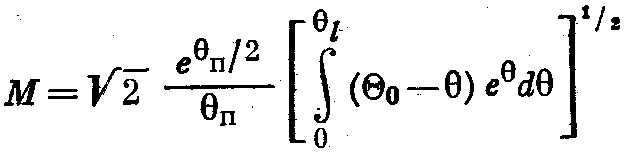 M = √2 e^{θ_п/2} / θ_п [ ∫_0^{θ_l} (Θ_0 − θ) e^θ dθ ]^{1/2}